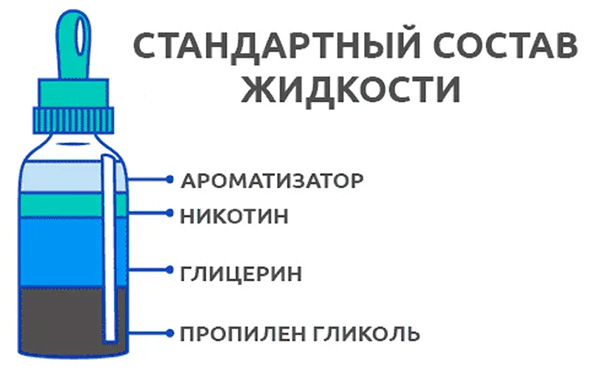 СТАНДАРТНЫЙ СОСТАВ
ЖИДКОСТИ
АРОМАТИЗАТОР
НИКОТИН
ГЛИЦЕРИН
ПРОПИЛЕН ГЛИКОЛЬ